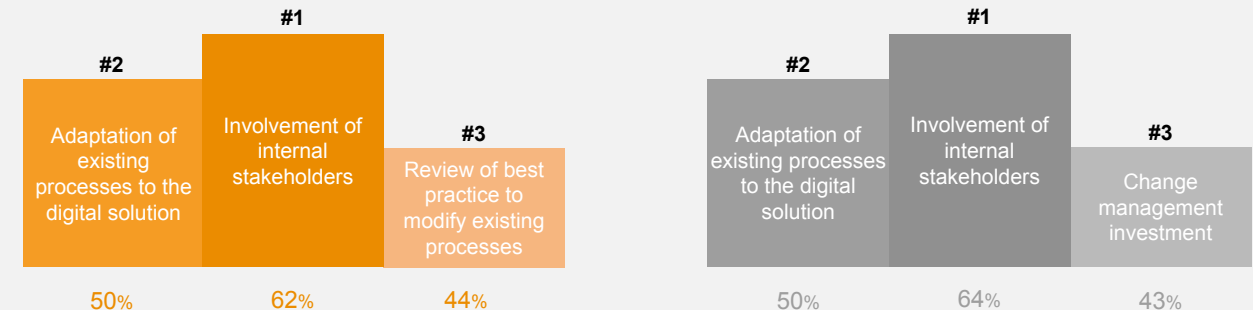 #1
#2
Adaptation of
existing
processes to the
digital solution
Involvement of
internal
stakeholders
#3
Review of best
practice to
modify existing
processes
50%
62%
44%
#1
#2
Adaptation of
existing processes
to the digital
solution
Involvement of
internal
stakeholders
#3
Change
management
investment
50%
64%
43%